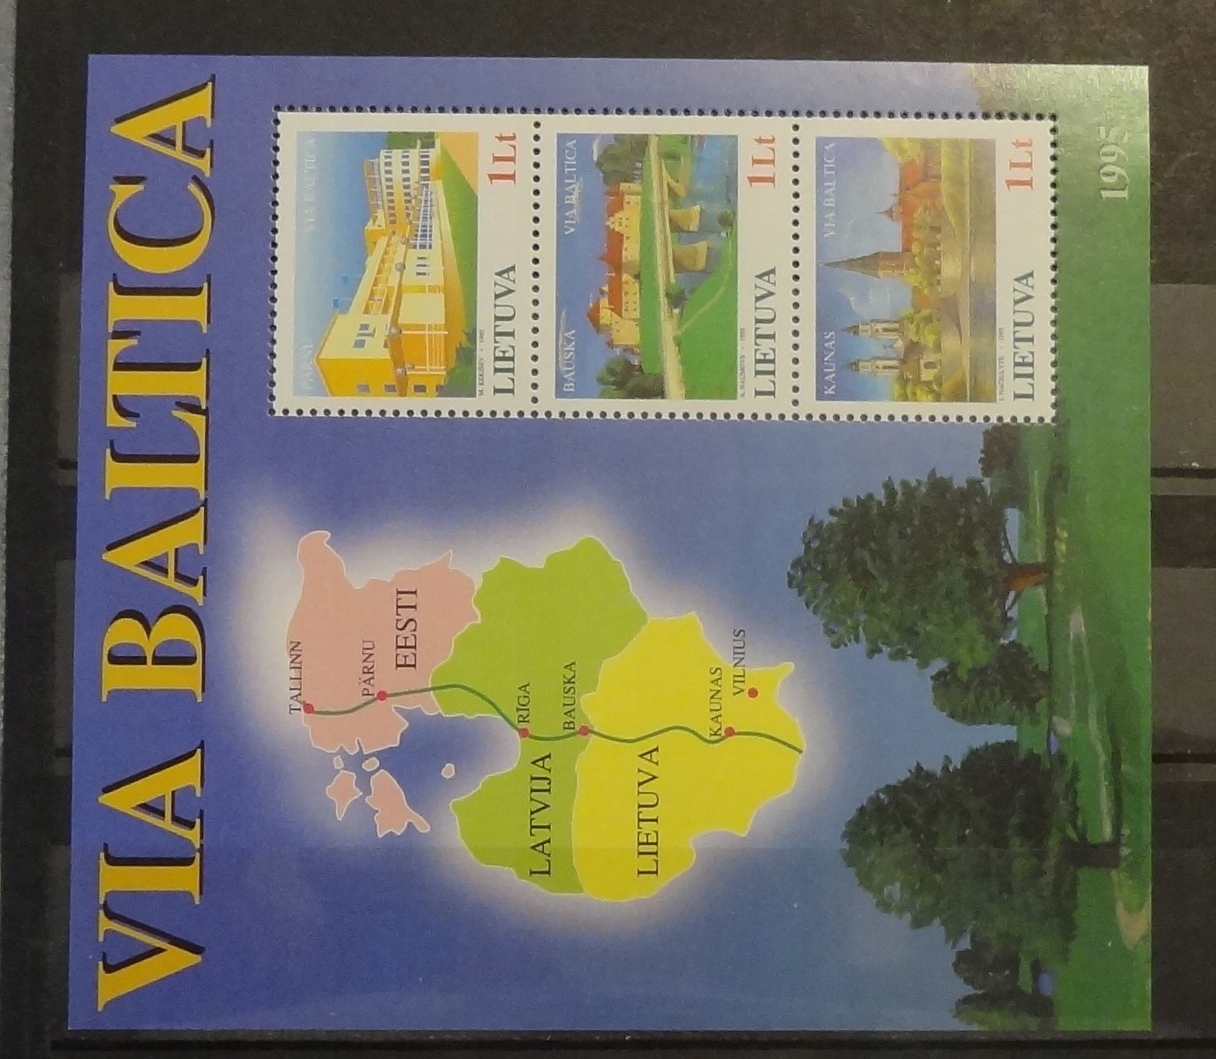 VIA BALTICA
TALLINN
PÄRNU
EESTI
RĪGA
LATVIJA
BAUSKA
LIETUVA
KAUNAS
VILNIUS
VIA BALTICA
LIETUVA 1Lt
BAUSKA VIA BALTICA
LIETUVA 1Lt
KAUNAS VIA BALTICA
LIETUVA 1Lt
1995